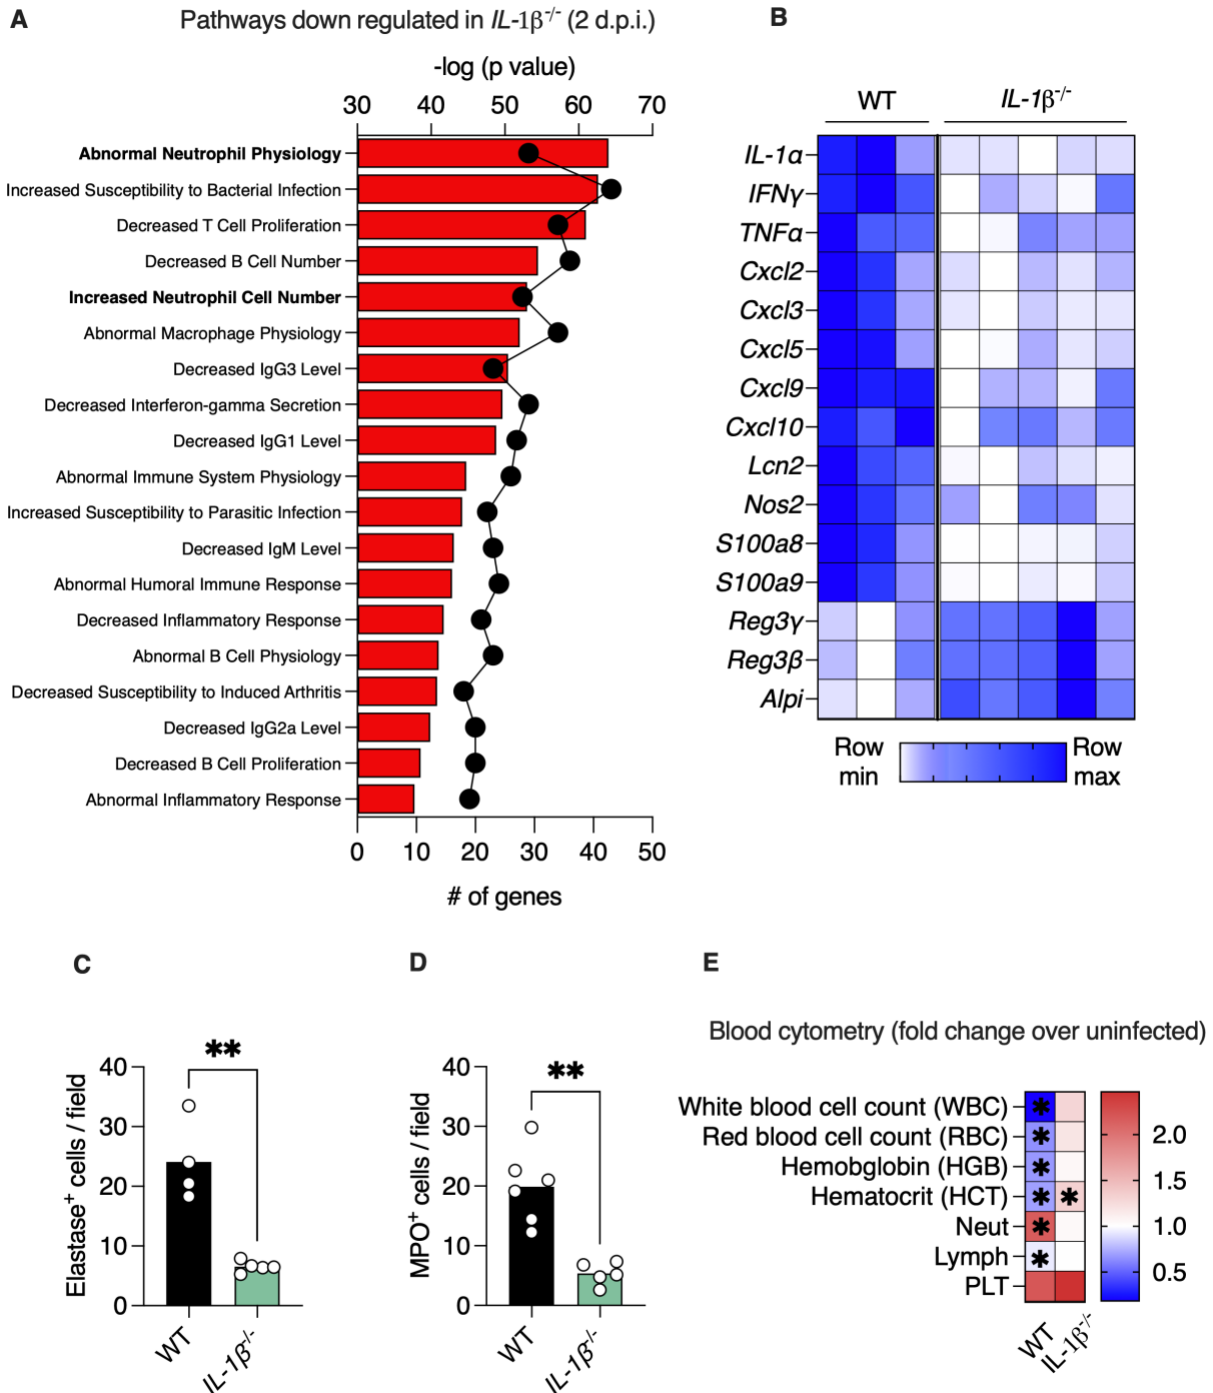 A
Pathways down regulated in IL-1β-/- (2 d.p.i.)
-log (p value)
30 40 50 60 70
Abnormal Neutrophil Physiology
Increased Susceptibility to Bacterial Infection
Decreased T Cell Proliferation
Decreased B Cell Number
Increased Neutrophil Cell Number
Abnormal Macrophage Physiology
Decreased IgG3 Level
Decreased Interferon-gamma Secretion
Decreased IgG1 Level
Abnormal Immune System Physiology
Increased Susceptibility to Parasitic Infection
Decreased IgM Level
Abnormal Humoral Immune Response
Decreased Inflammatory Response
Abnormal B Cell Physiology
Decreased Susceptibility to Induced Arthritis
Decreased IgG2a Level
Decreased B Cell Proliferation
Abnormal Inflammatory Response
0 10 20 30 40 50
# of genes
B
WT IL-1β-/-
IL-1α
IFNγ
TNFα
Cxcl2
Cxcl3
Cxcl5
Cxcl9
Cxcl10
Lcn2
Nos2
S100a8
S100a9
Reg3γ
Reg3β
Alpi
Row min
Row max
C
**
Elastase+ cells / field
40
30
20
10
0
WT
IL-1β-/-
D
**
MPO+ cells / field
40
30
20
10
0
WT
IL-1β-/-
E
Blood cytometry (fold change over uninfected)
White blood cell count (WBC) *
Red blood cell count (RBC) *
Hemobglobin (HGB) *
Hematocrit (HCT) * *
Neut *
Lymph *
PLT
WT
IL-1β-/-
2.0
1.5
1.0
0.5